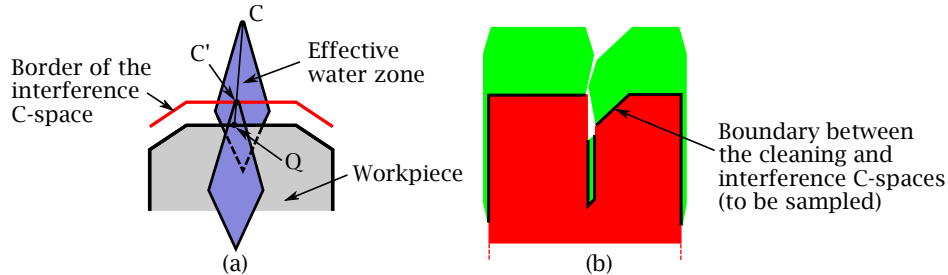 C
C'
Effective
water zone
Border of the
interference
C-space
Q
Workpiece
(a)
Boundary between
the cleaning and
interference C-spaces
(to be sampled)
(b)